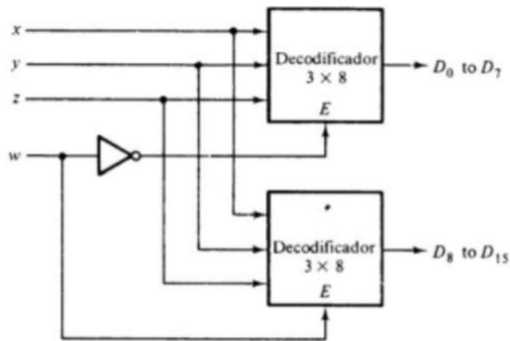 x
y
z
w
Decodificador
3 × 8
E
D₀ to D₇
Decodificador
3 × 8
E
D₈ to D₁₅